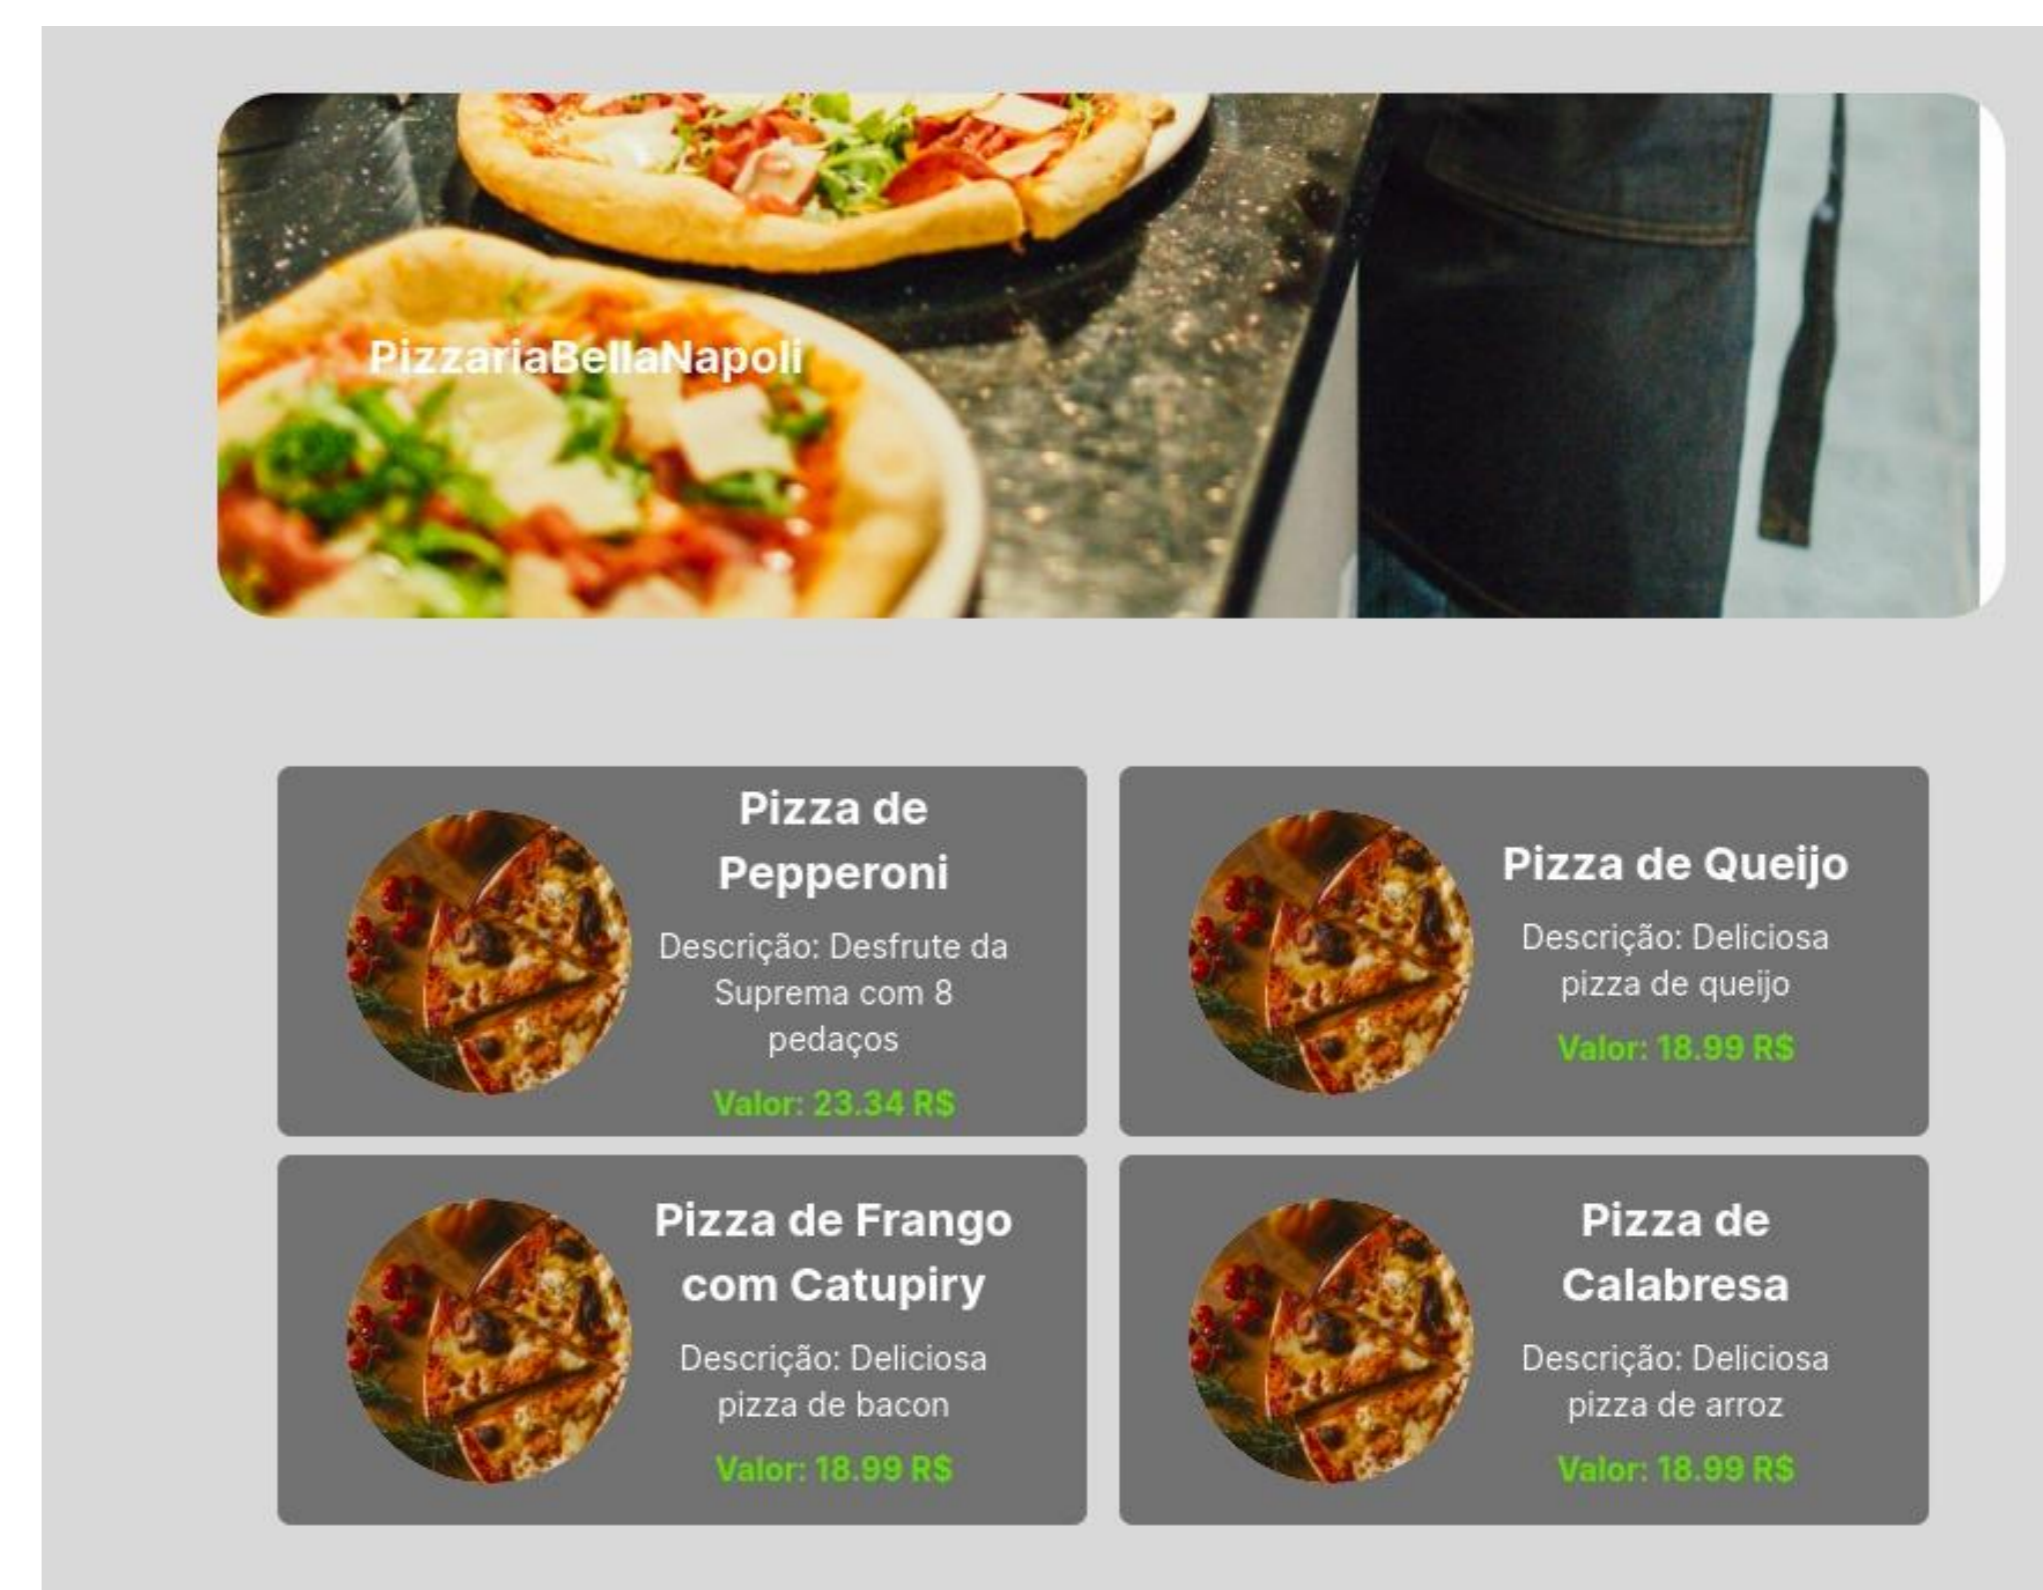 PizzariaBellaNapoli
Pizza de
Pepperoni
Descrição: Desfrute da
Suprema com 8
pedaços
Valor: 23.34 R$
Pizza de Queijo
Descrição: Deliciosa
pizza de queijo
Valor: 18.99 R$
Pizza de Frango
com Catupiry
Descrição: Deliciosa
pizza de bacon
Valor: 18.99 R$
Pizza de
Calabresa
Descrição: Deliciosa
pizza de arroz
Valor: 18.99 R$